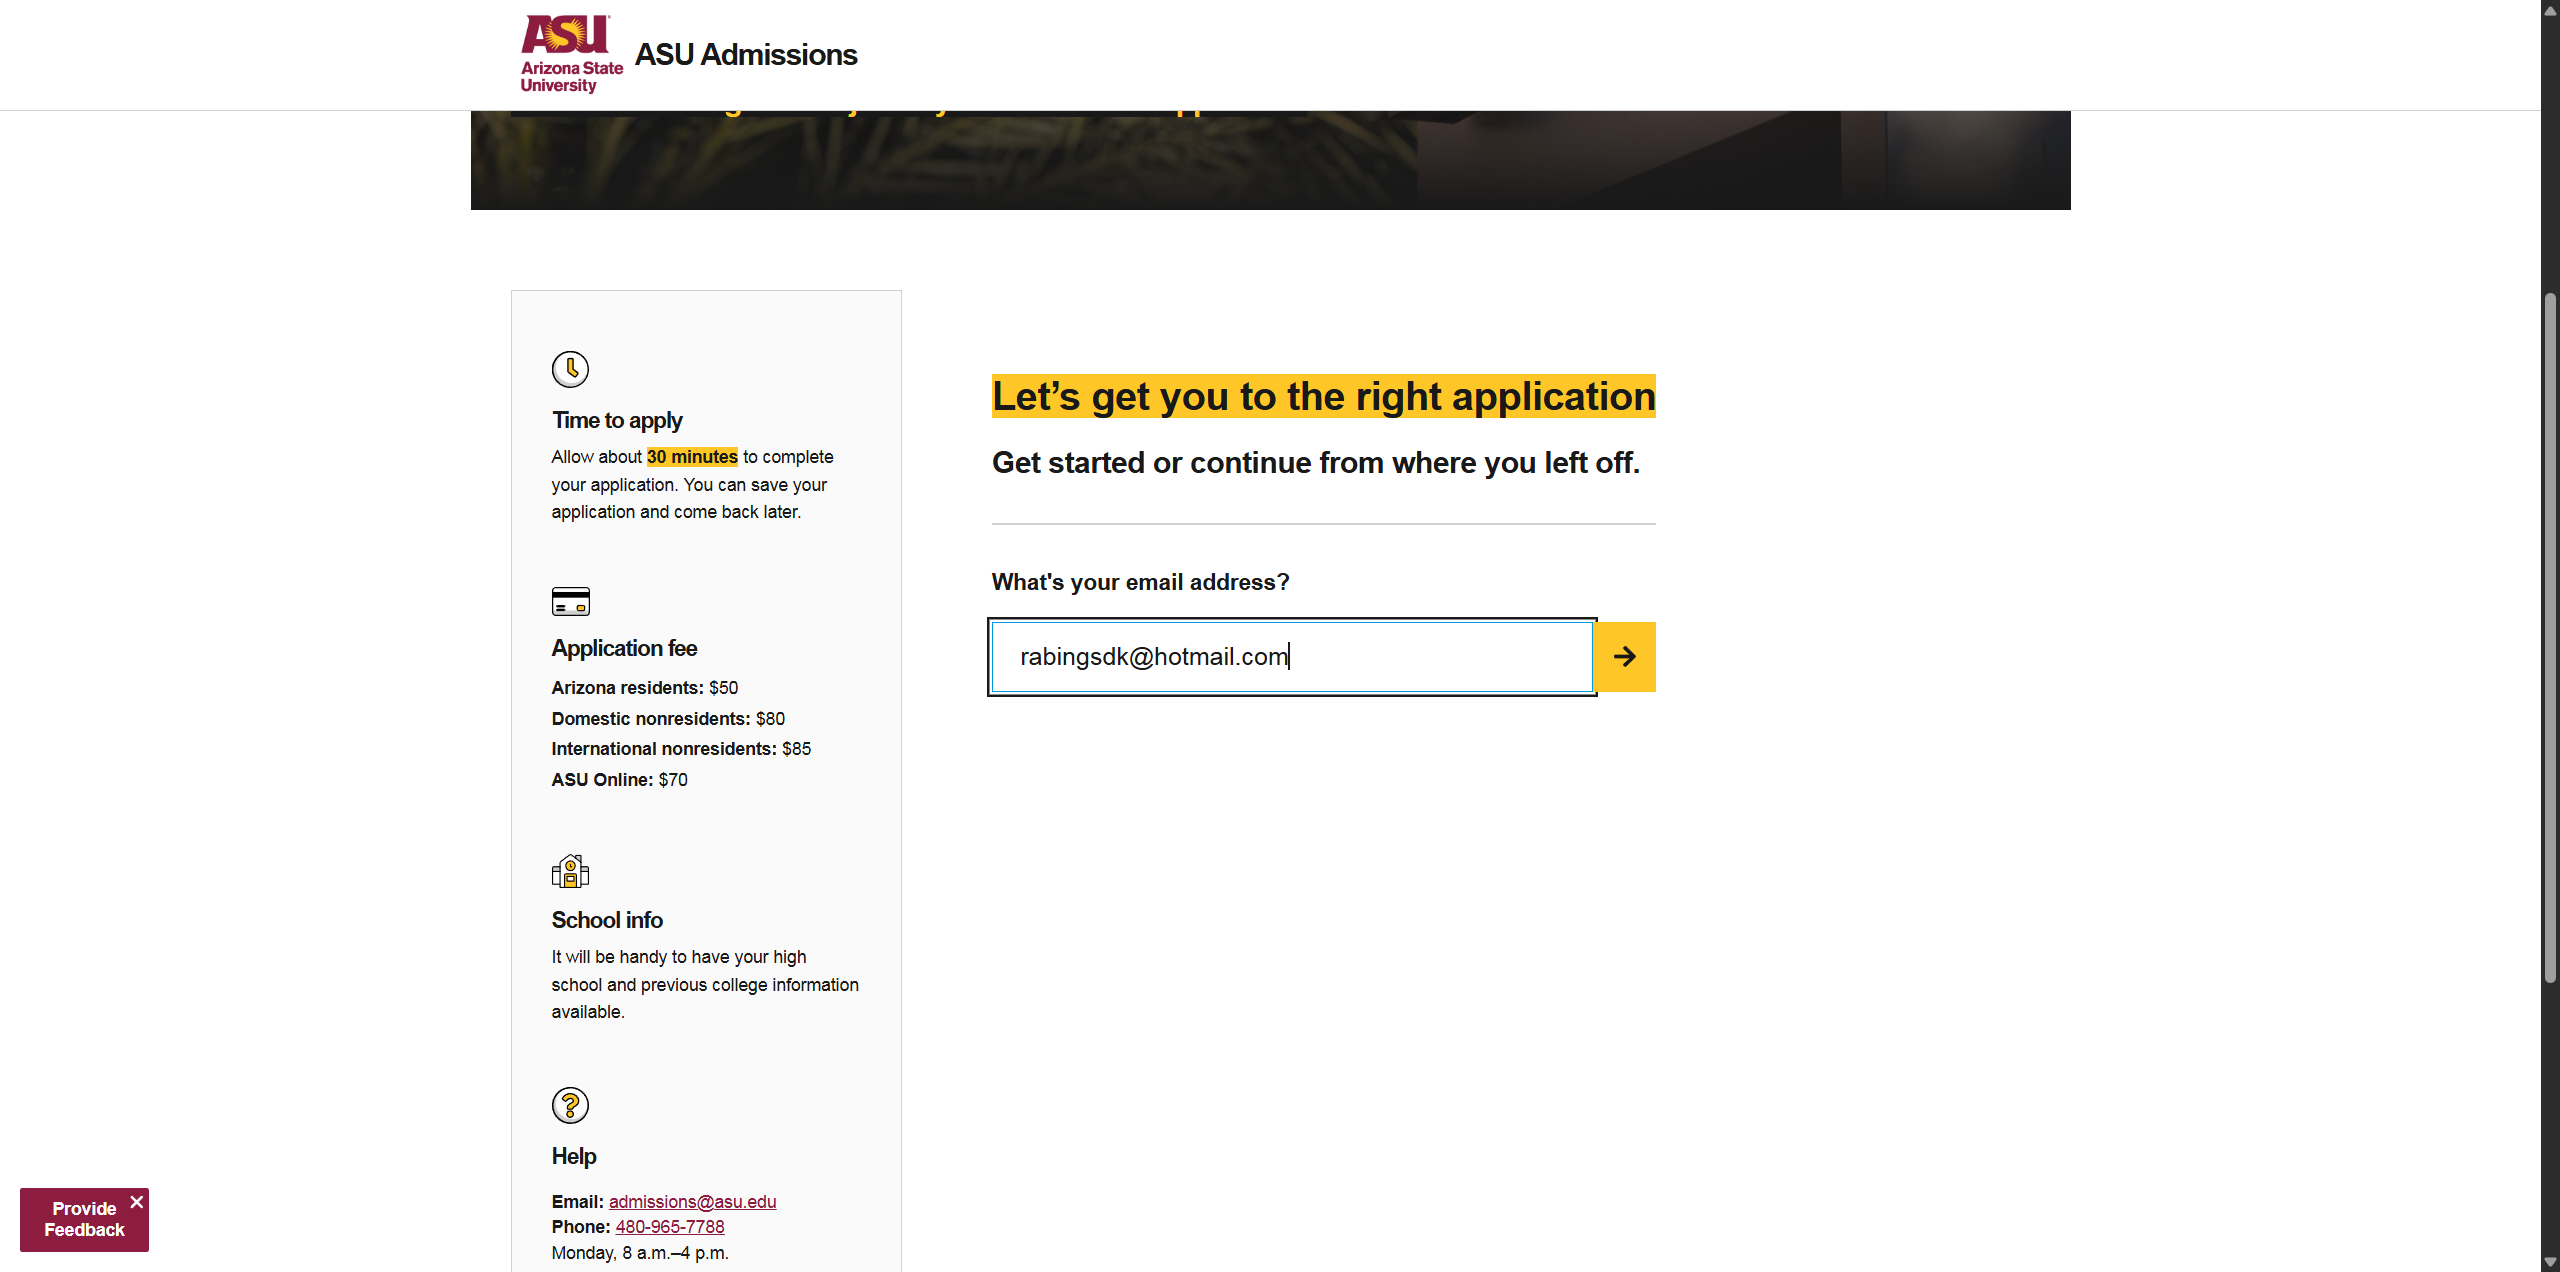 ASU
Arizona State
University
ASU Admissions
Time to apply
Allow about 30 minutes to complete
your application. You can save your
application and come back later.
Application fee
Arizona residents: $50
Domestic nonresidents: $80
International nonresidents: $85
ASU Online: $70
School info
It will be handy to have your high
school and previous college information
available.
Help
Email: admissions@asu.edu
Phone: 480-965-7788
Monday, 8 a.m.–4 p.m.
Let’s get you to the right application
Get started or continue from where you left off.
What's your email address?
rabingsdk@hotmail.com
Provide
Feedback